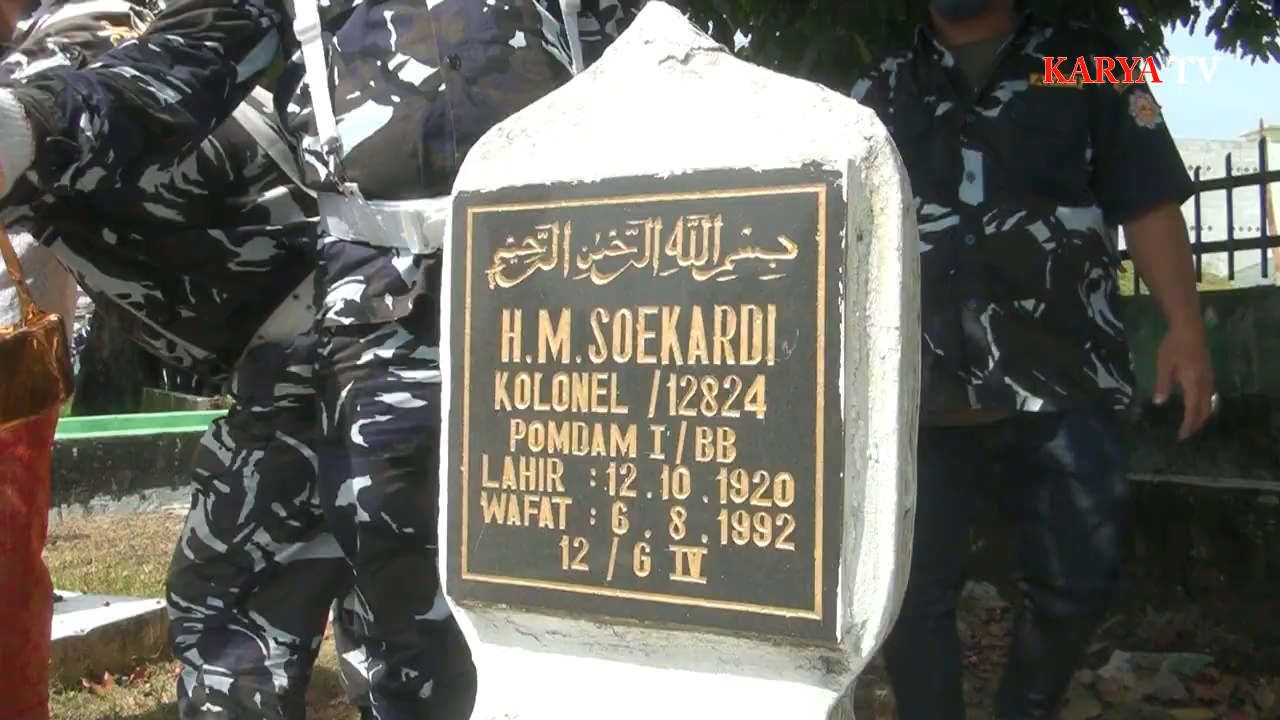 KARYA TV
بسم الله الرحمن الرحيم
H.M. SOEKARDI
KOLONEL /12824
POMDAM I/BB
LAHIR : 12.10.1920
WAFAT : 6.8.1992
12 / G IV